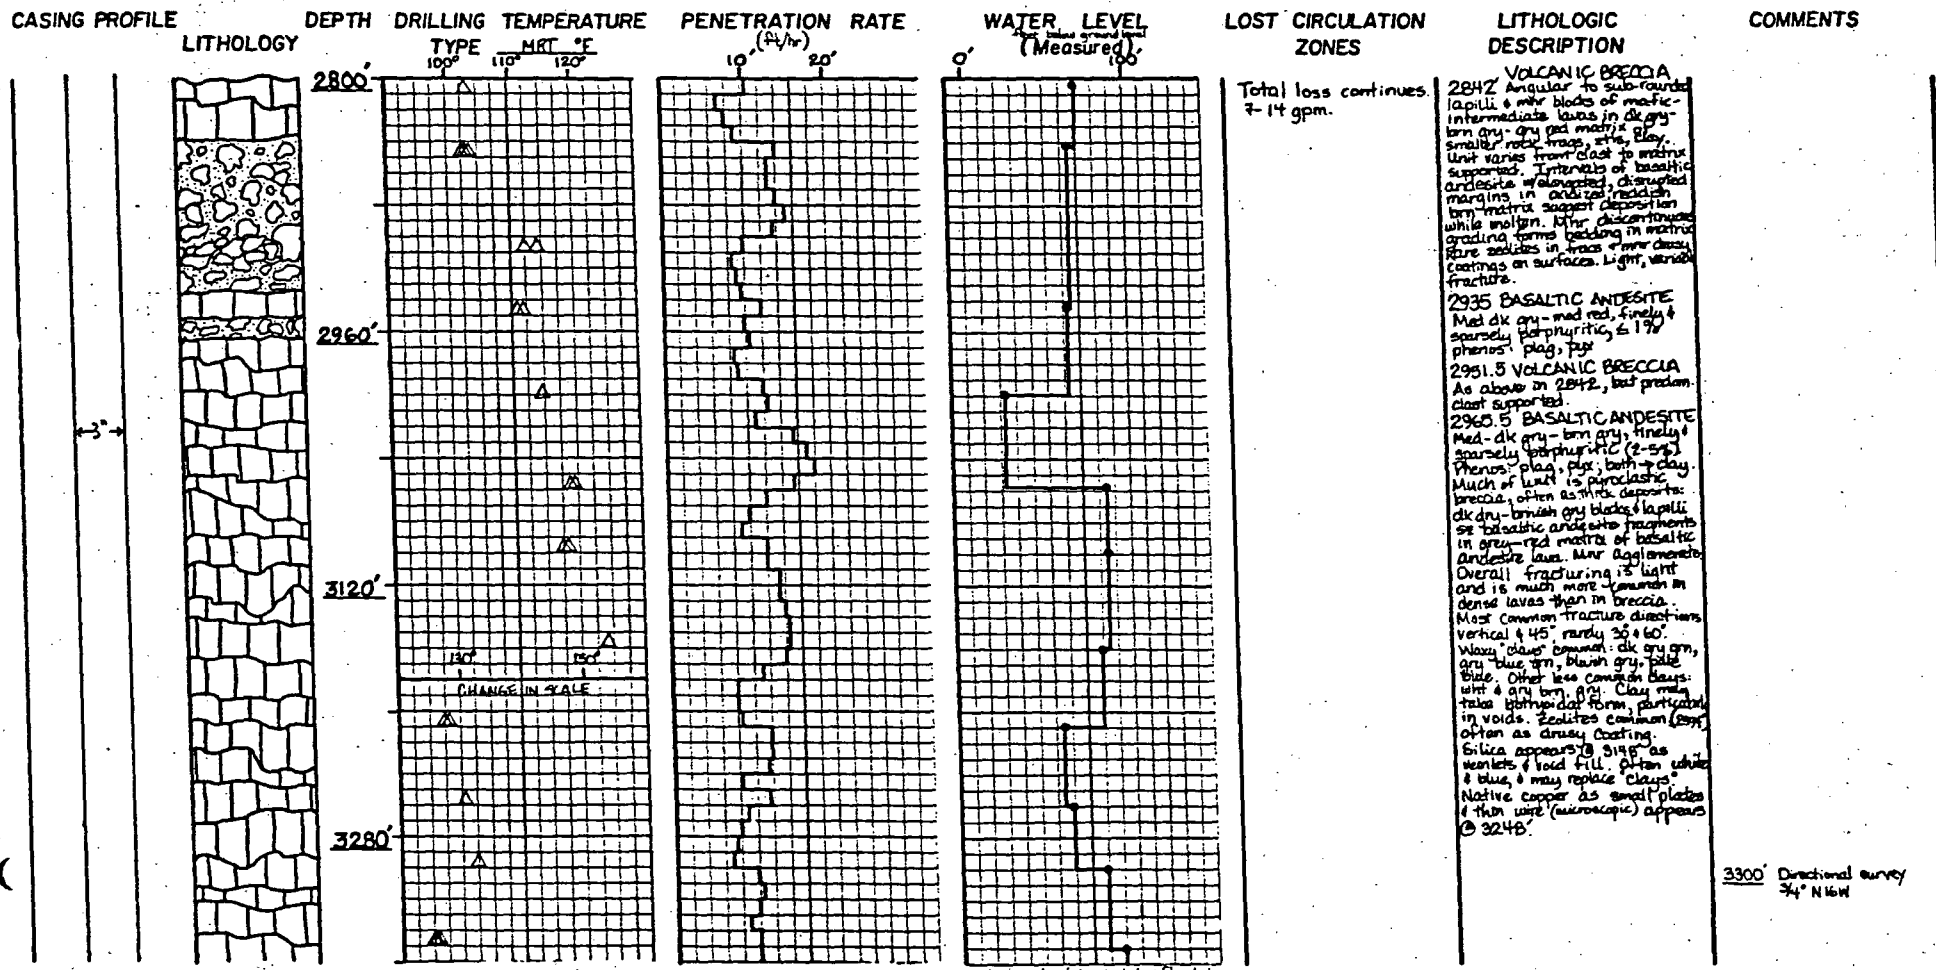 CASING PROFILE
LITHOLOGY
DEPTH
DRILLING TEMPERATURE
TYPE MRT °F
100° 110° 120°
PENETRATION RATE
(ft/hr)
10' 20'
WATER LEVEL
feet below ground level
(Measured)
0' 100'
LOST CIRCULATION
ZONES
LITHOLOGIC
DESCRIPTION
COMMENTS
2800'
2960'
3"
3120'
130° 150°
CHANGE IN SCALE
3280'
Total loss continues.
7-14 gpm.
VOLCANIC BRECCIA
2842 Angular to sub-rounded
lapilli & mnr blocks of mafic-
intermediate lavas in dk gry-
brn gry-gry red matrix of
smaller rock frags, xtls, clay.
Unit varies from clast to matrix
supported. Intervals of basaltic
andesite w/elongated, disrupted
margins in oxidized reddish
brn matrix suggest deposition
while molten. Mnr discontinuous
grading forms bedding in matrix
Rare zeolites in fracs & mnr drusy
coatings on surfaces. Light, variable
fracture.
2935 BASALTIC ANDESITE
Med dk gry-med red, finely &
sparsely porphyritic, ≤ 1%
phenos: plag, pyx
2951.5 VOLCANIC BRECCIA
As above in 2842, but predom.
clast supported.
2965.5 BASALTIC ANDESITE
Med-dk gry-brn gry, finely &
sparsely porphyritic (2-5%)
Phenos: plag, pyx; both → clay.
Much of unit is pyroclastic
breccia, often as thick deposits:
dk gry-brnish gry blocks & lapilli
sz basaltic andesite fragments
in grey-red matrix of basaltic
andesite lava. Mnr agglomerate
Overall fracturing is light
and is much more common in
dense lavas than in breccia.
Most common fracture directions
vertical & 45°, rarely 30° & 60°.
Waxy "clays" common: dk gry grn,
gry blue grn, bluish gry, pale
blue. Other less common clays:
wht & gry brn, gry. Clay may
take botryoidal form, particularly
in voids. Zeolites common
often as drusy coating.
Silica appears @ 3148' as
veinlets & void fill. Often white
& blue, & may replace "clays"
Native copper as small plates
& thin wire (microscopic) appears
@ 3248'.
3300' Directional survey
3/4° N16W